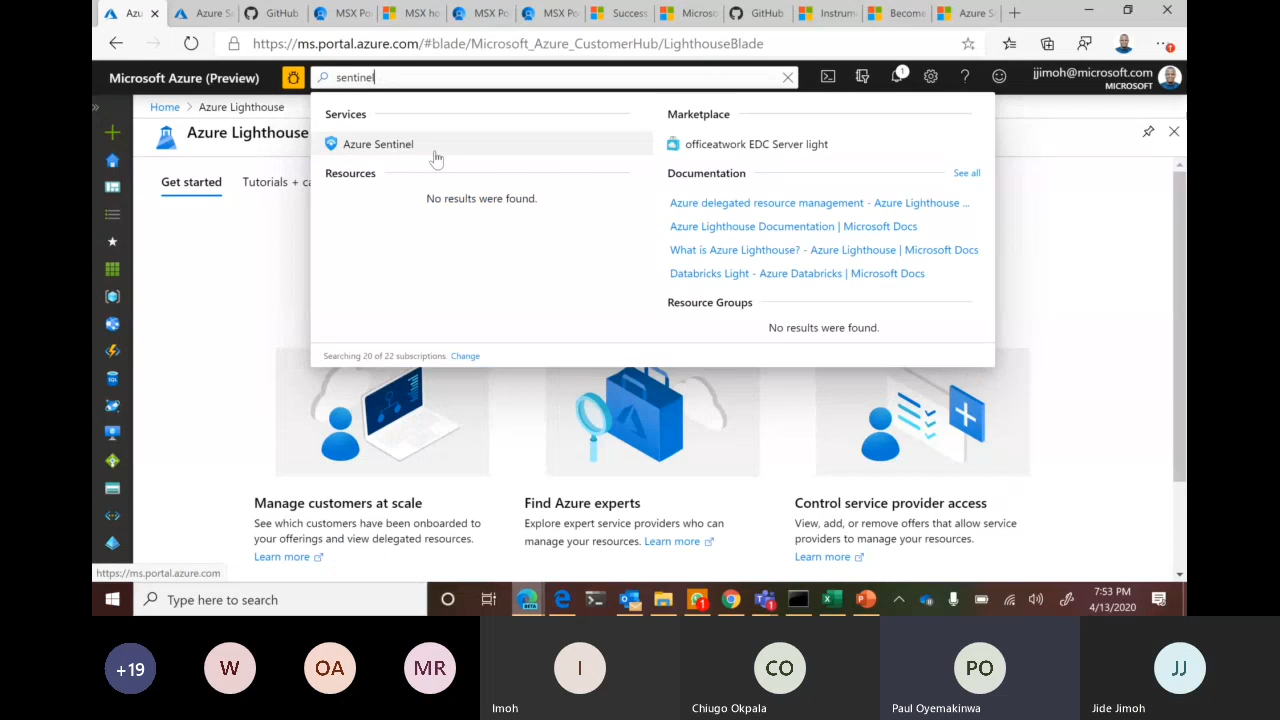 Azu
Azure S
GitHub
MSX Po
MSX ho
MSX Po
MSX Po
Success
Microso
GitHub
Instrum
Become
Azure S
https://ms.portal.azure.com/#blade/Microsoft_Azure_CustomerHub/LighthouseBlade
Microsoft Azure (Preview)
sentinel
1
jjimoh@microsoft.com
MICROSOFT
Home > Azure Lighthouse
Azure Lighthouse
Get started
Tutorials + ca
Services
Azure Sentinel
Resources
No results were found.
Marketplace
officeatwork EDC Server light
Documentation
See all
Azure delegated resource management - Azure Lighthouse ...
Azure Lighthouse Documentation | Microsoft Docs
What is Azure Lighthouse? - Azure Lighthouse | Microsoft Docs
Databricks Light - Azure Databricks | Microsoft Docs
Resource Groups
No results were found.
Searching 20 of 22 subscriptions. Change
Manage customers at scale
See which customers have been onboarded to
your offerings and view delegated resources.
Learn more
Find Azure experts
Explore expert service providers who can
manage your resources. Learn more
Control service provider access
View, add, or remove offers that allow service
providers to manage your resources.
Learn more
https://ms.portal.azure.com
Type here to search
7:53 PM
4/13/2020
+19
W
OA
MR
I
Imoh
CO
Chiugo Okpala
PO
Paul Oyemakinwa
JJ
Jide Jimoh